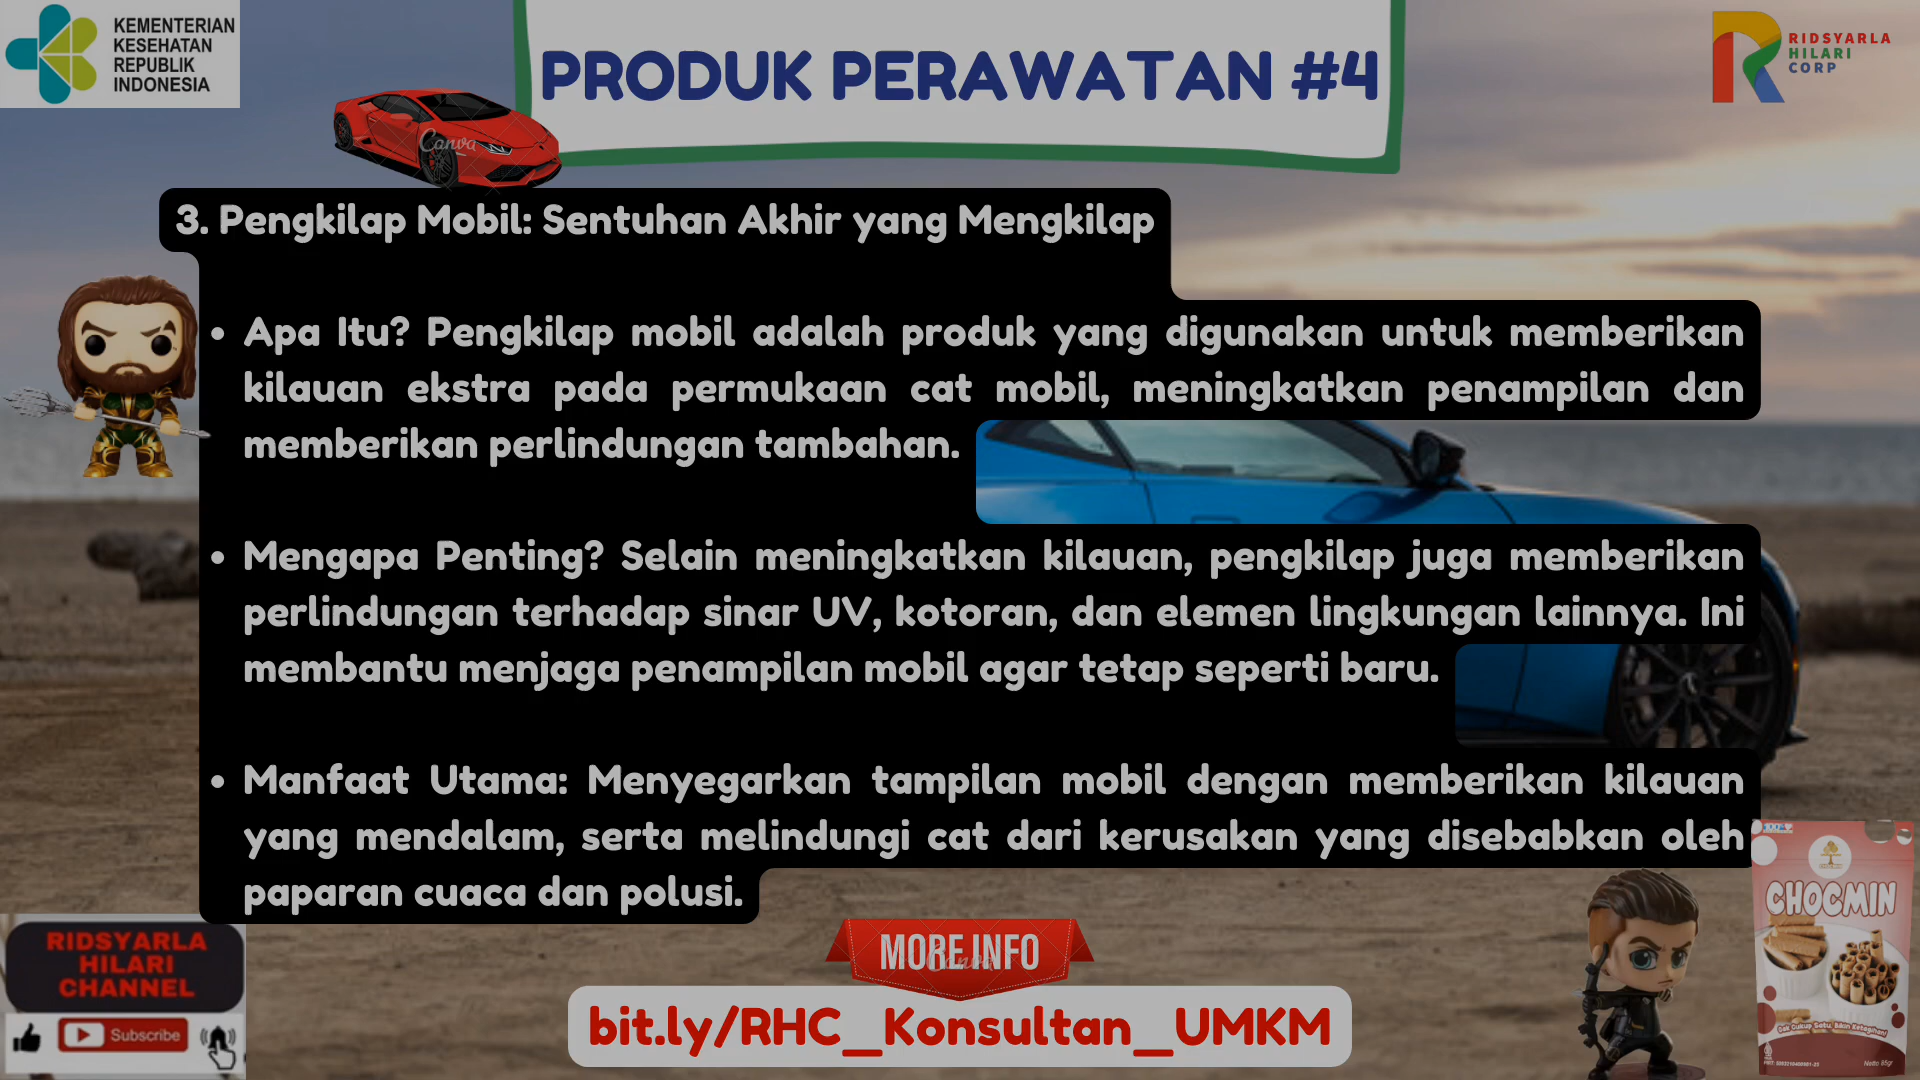 KEMENTERIAN
KESEHATAN
REPUBLIK
INDONESIA
PRODUK PERAWATAN #4
RIDSYARLA
HILARI
CORP
Canva
3. Pengkilap Mobil: Sentuhan Akhir yang Mengkilap
• Apa Itu? Pengkilap mobil adalah produk yang digunakan untuk memberikan
kilauan ekstra pada permukaan cat mobil, meningkatkan penampilan dan
memberikan perlindungan tambahan.
• Mengapa Penting? Selain meningkatkan kilauan, pengkilap juga memberikan
perlindungan terhadap sinar UV, kotoran, dan elemen lingkungan lainnya. Ini
membantu menjaga penampilan mobil agar tetap seperti baru.
• Manfaat Utama: Menyegarkan tampilan mobil dengan memberikan kilauan
yang mendalam, serta melindungi cat dari kerusakan yang disebabkan oleh
paparan cuaca dan polusi.
RIDSYARLA
HILARI
CHANNEL
Subscribe
MORE INFO
Canva
bit.ly/RHC_Konsultan_UMKM
CHOCMIN
Netto 95gr